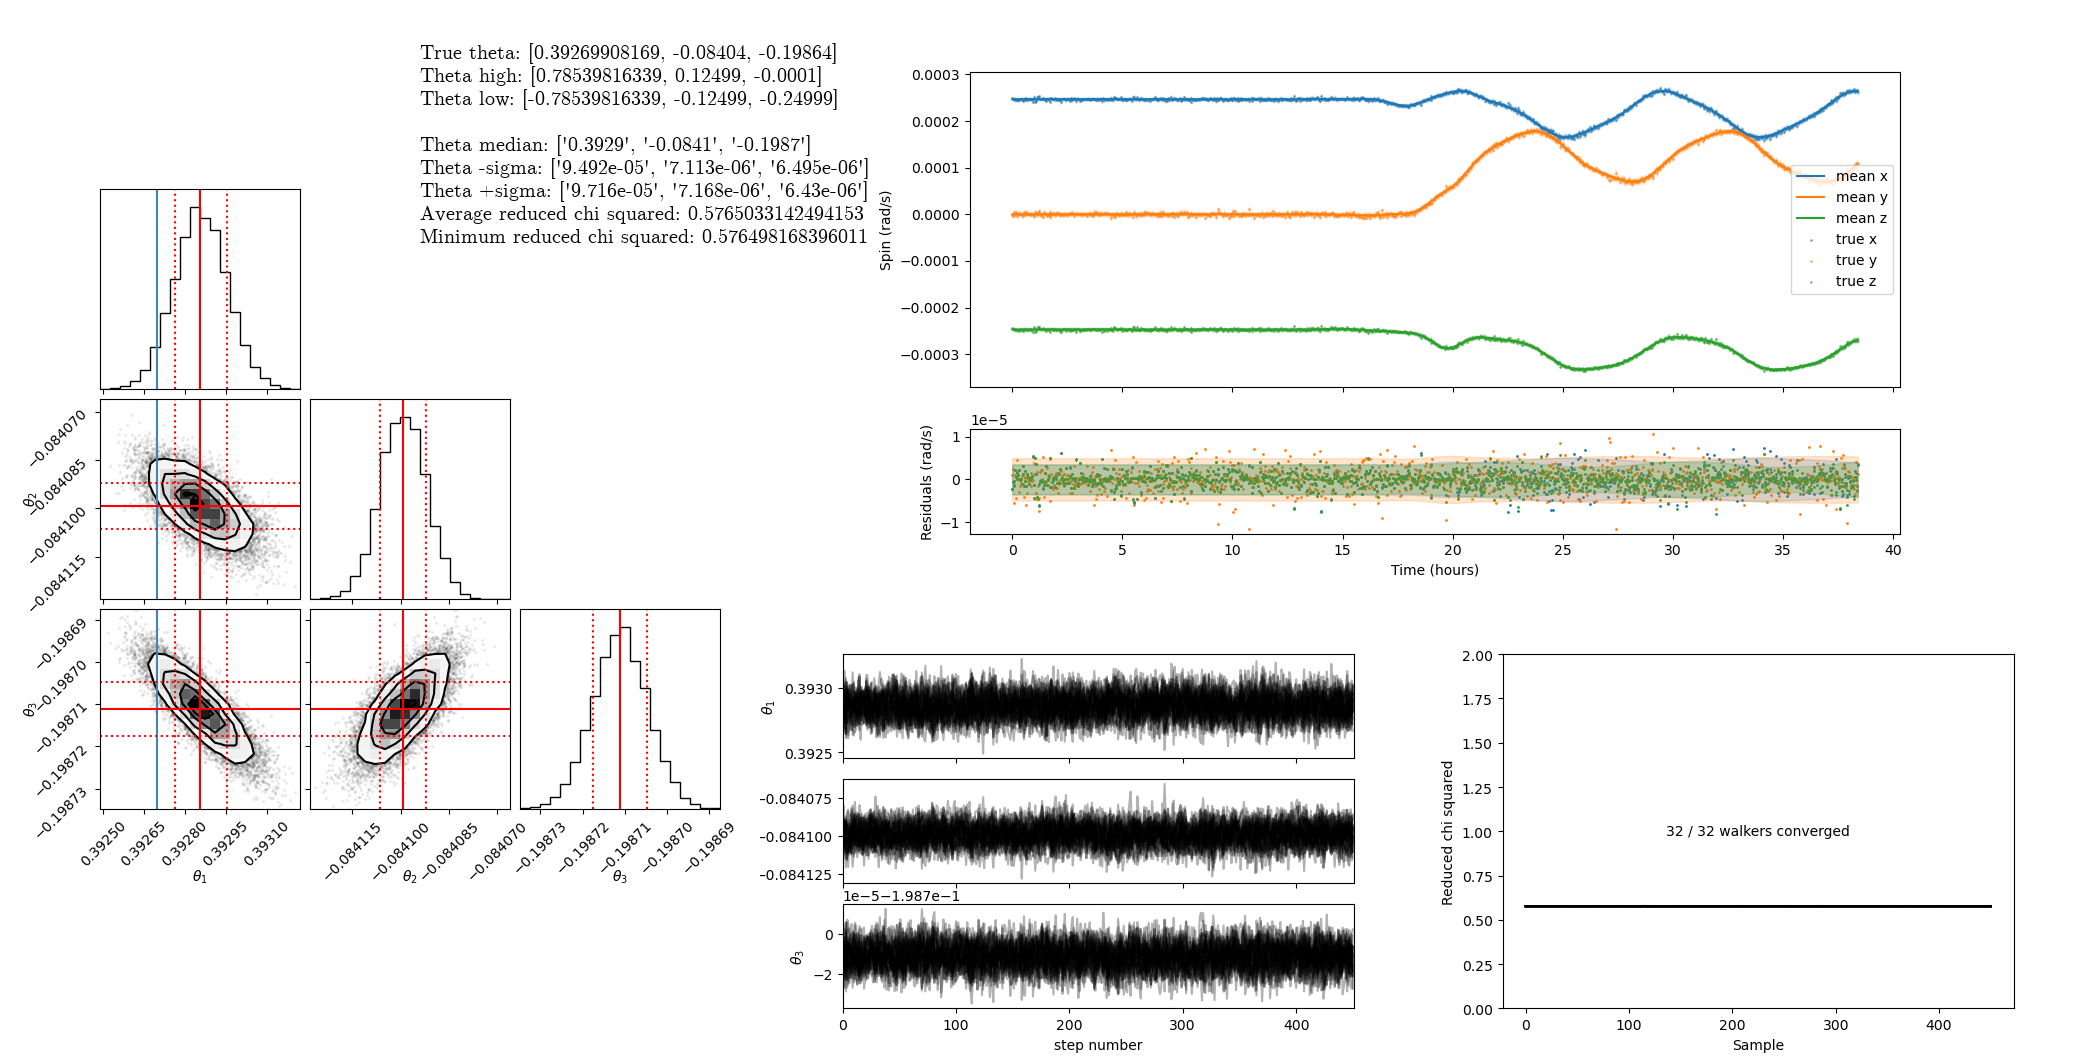 True theta: [0.39269908169, -0.08404, -0.19864]
Theta high: [0.78539816339, 0.12499, -0.0001]
Theta low: [-0.78539816339, -0.12499, -0.24999]
Theta median: ['0.3929', '-0.0841', '-0.1987']
Theta -sigma: ['9.492e-05', '7.113e-06', '6.495e-06']
Theta +sigma: ['9.716e-05', '7.168e-06', '6.43e-06']
Average reduced chi squared: 0.5765033142494153
Minimum reduced chi squared: 0.576498168396011
−0.084070
−0.084085
−0.084100
−0.084115
θ2
−0.19869
−0.19870
−0.19871
−0.19872
−0.19873
θ3
0.39250
0.39265
0.39280
0.39295
0.39310
θ1
−0.084115
−0.084100
−0.084085
−0.084070
θ2
−0.19873
−0.19872
−0.19871
−0.19870
−0.19869
θ3
0.0003
0.0002
0.0001
0.0000
−0.0001
−0.0002
−0.0003
Spin (rad/s)
mean x
mean y
mean z
true x
true y
true z
1e−5
1
0
−1
Residuals (rad/s)
0 5 10 15 20 25 30 35 40
Time (hours)
0.3930
0.3925
θ1
−0.084075
−0.084100
−0.084125
1e−5−1.987e−1
0
−2
θ3
0 100 200 300 400
step number
2.00
1.75
1.50
1.25
1.00
0.75
0.50
0.25
0.00
Reduced chi squared
32 / 32 walkers converged
0 100 200 300 400
Sample